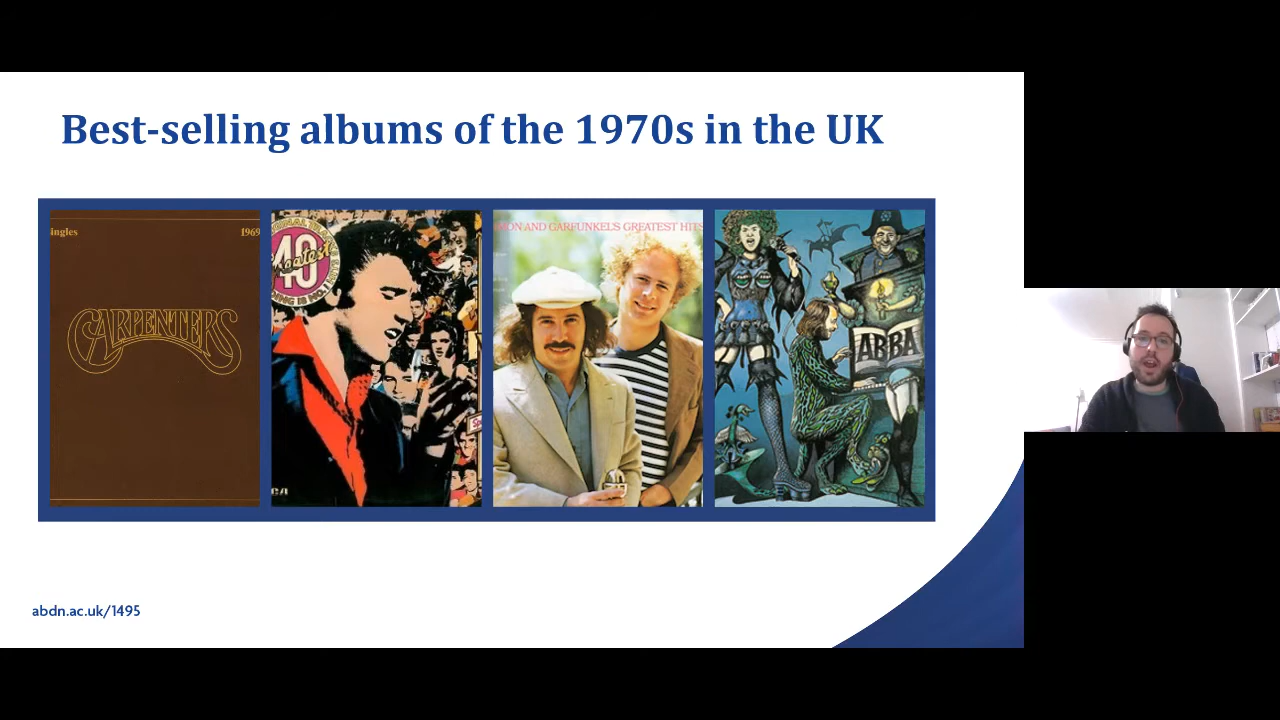 Best-selling albums of the 1970s in the UK
ingles
1969
CARPENTERS
40
Greatest
MON AND GARFUNKEL'S GREATEST HITS
ABBA
abdn.ac.uk/1495